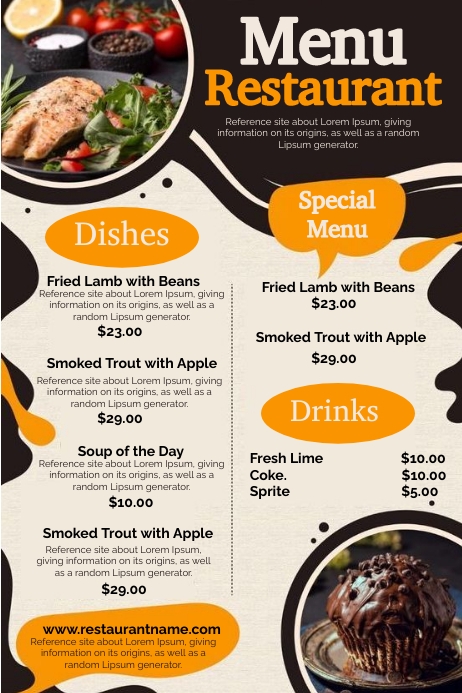 Menu
Restaurant
Reference site about Lorem Ipsum, giving
information on its origins, as well as a random
Lipsum generator.
Dishes
Fried Lamb with Beans
Reference site about Lorem Ipsum, giving
information on its origins, as well as a
random Lipsum generator.
$23.00
Smoked Trout with Apple
Reference site about Lorem Ipsum, giving
information on its origins, as well as a
random Lipsum generator.
$29.00
Soup of the Day
Reference site about Lorem Ipsum, giving
information on its origins, as well as a
random Lipsum generator.
$10.00
Smoked Trout with Apple
Reference site about Lorem Ipsum,
giving information on its origins, as well
as a random Lipsum generator.
$29.00
www.restaurantname.com
Reference site about Lorem Ipsum, giving
information on its origins, as well as a
random Lipsum generator.
Special
Menu
Fried Lamb with Beans
$23.00
Smoked Trout with Apple
$29.00
Drinks
Fresh Lime $10.00
Coke. $10.00
Sprite $5.00